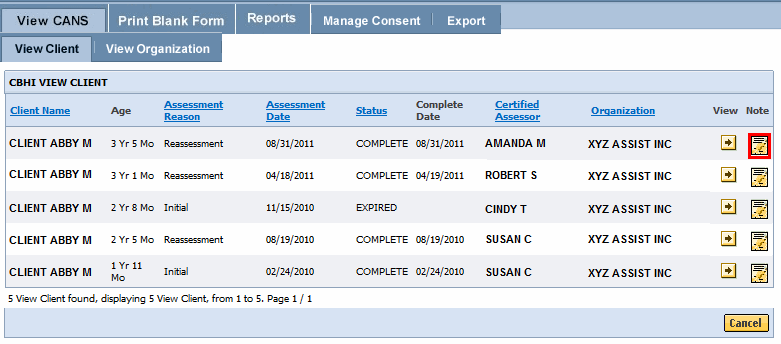 View CANS Print Blank Form Reports Manage Consent Export
View Client View Organization
CBHI VIEW CLIENT
Client Name Age Assessment Reason Assessment Date Status Complete Date Certified Assessor Organization View Note
CLIENT ABBY M 3 Yr 5 Mo Reassessment 08/31/2011 COMPLETE 08/31/2011 AMANDA M XYZ ASSIST INC
CLIENT ABBY M 3 Yr 1 Mo Reassessment 04/18/2011 COMPLETE 04/19/2011 ROBERT S XYZ ASSIST INC
CLIENT ABBY M 2 Yr 8 Mo Initial 11/15/2010 EXPIRED CINDY T XYZ ASSIST INC
CLIENT ABBY M 2 Yr 5 Mo Reassessment 08/19/2010 COMPLETE 08/19/2010 SUSAN C XYZ ASSIST INC
CLIENT ABBY M 1 Yr 11 Mo Initial 02/24/2010 COMPLETE 02/24/2010 SUSAN C XYZ ASSIST INC
5 View Client found, displaying 5 View Client, from 1 to 5. Page 1 / 1
Cancel